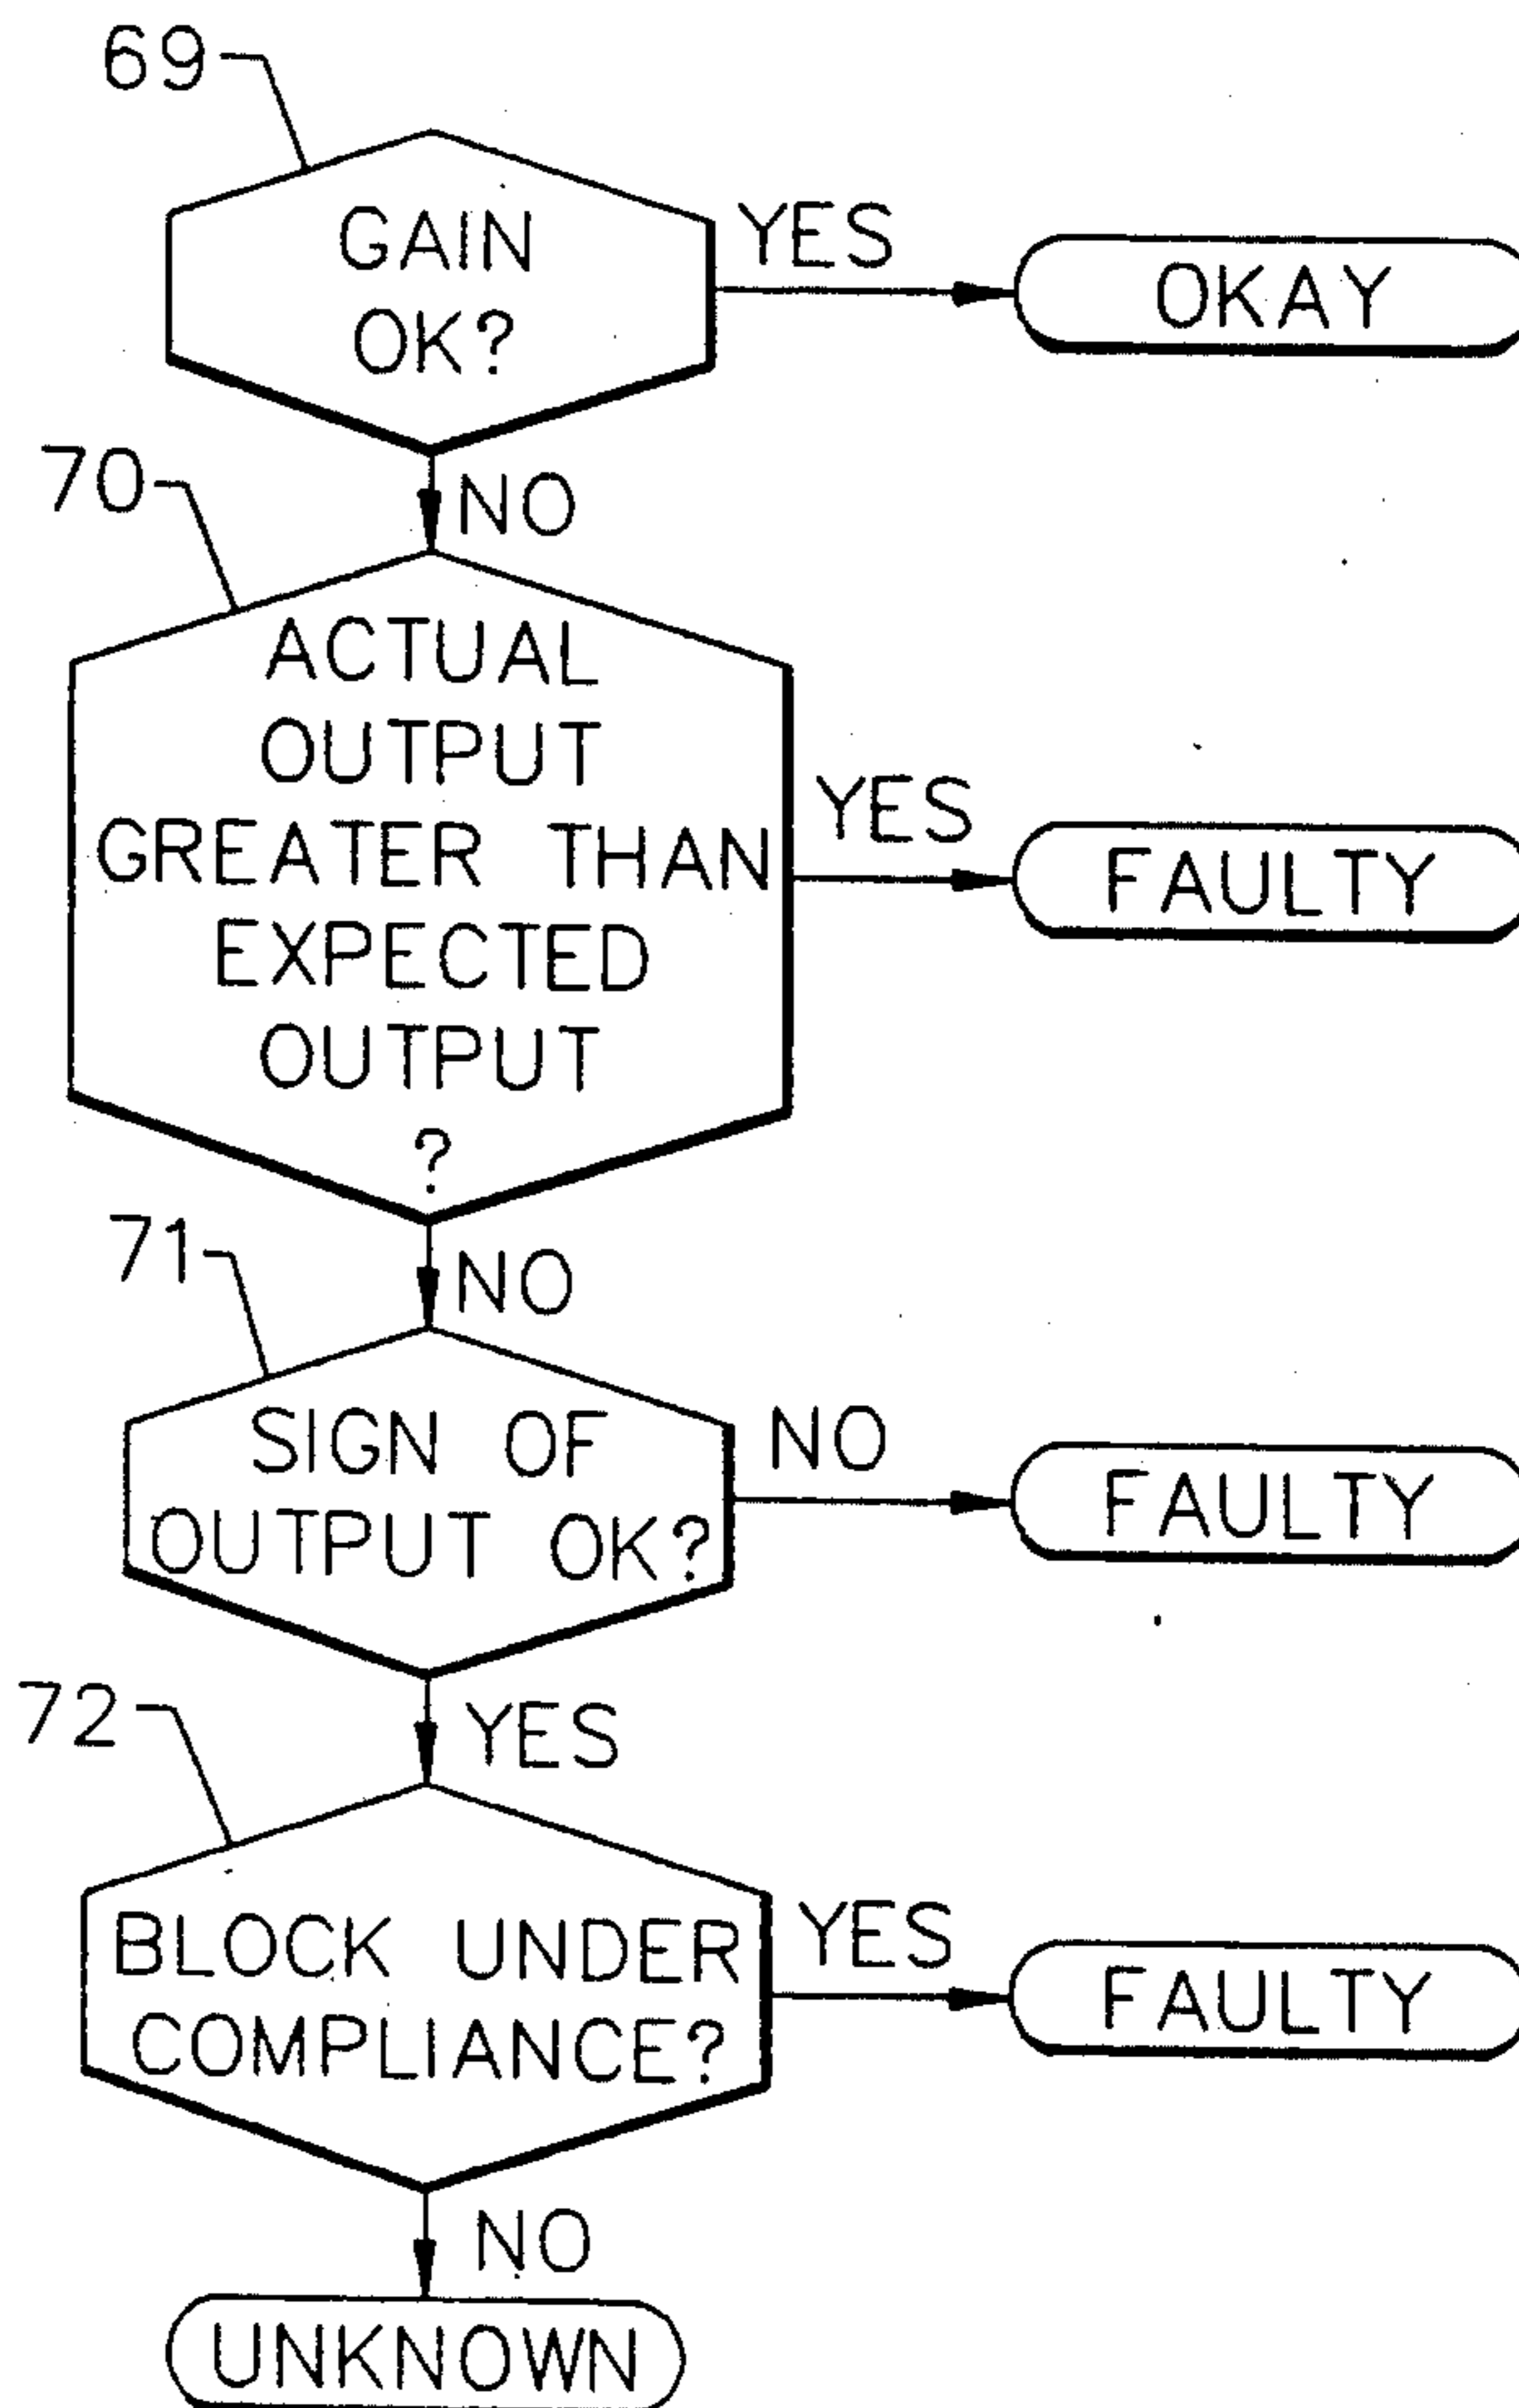 69
GAIN
OK?
YES
OKAY
NO
70
ACTUAL
OUTPUT
GREATER THAN
EXPECTED
OUTPUT
?
YES
FAULTY
NO
71
SIGN OF
OUTPUT OK?
NO
FAULTY
YES
72
BLOCK UNDER
COMPLIANCE?
YES
FAULTY
NO
UNKNOWN